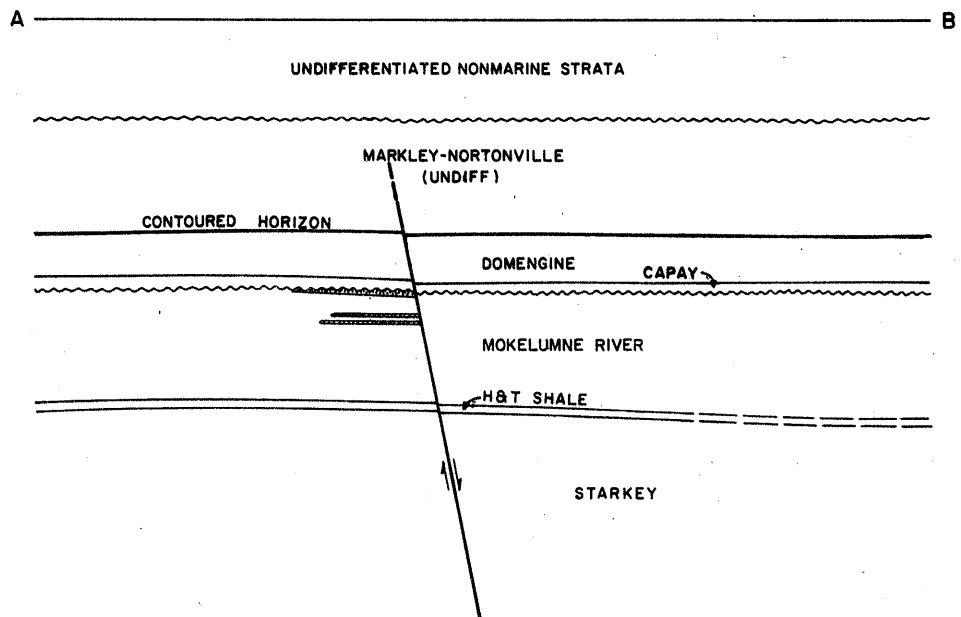 A B
UNDIFFERENTIATED NONMARINE STRATA
MARKLEY-NORTONVILLE
(UNDIFF)
CONTOURED HORIZON
DOMENGINE
CAPAY
MOKELUMNE RIVER
H&T SHALE
STARKEY